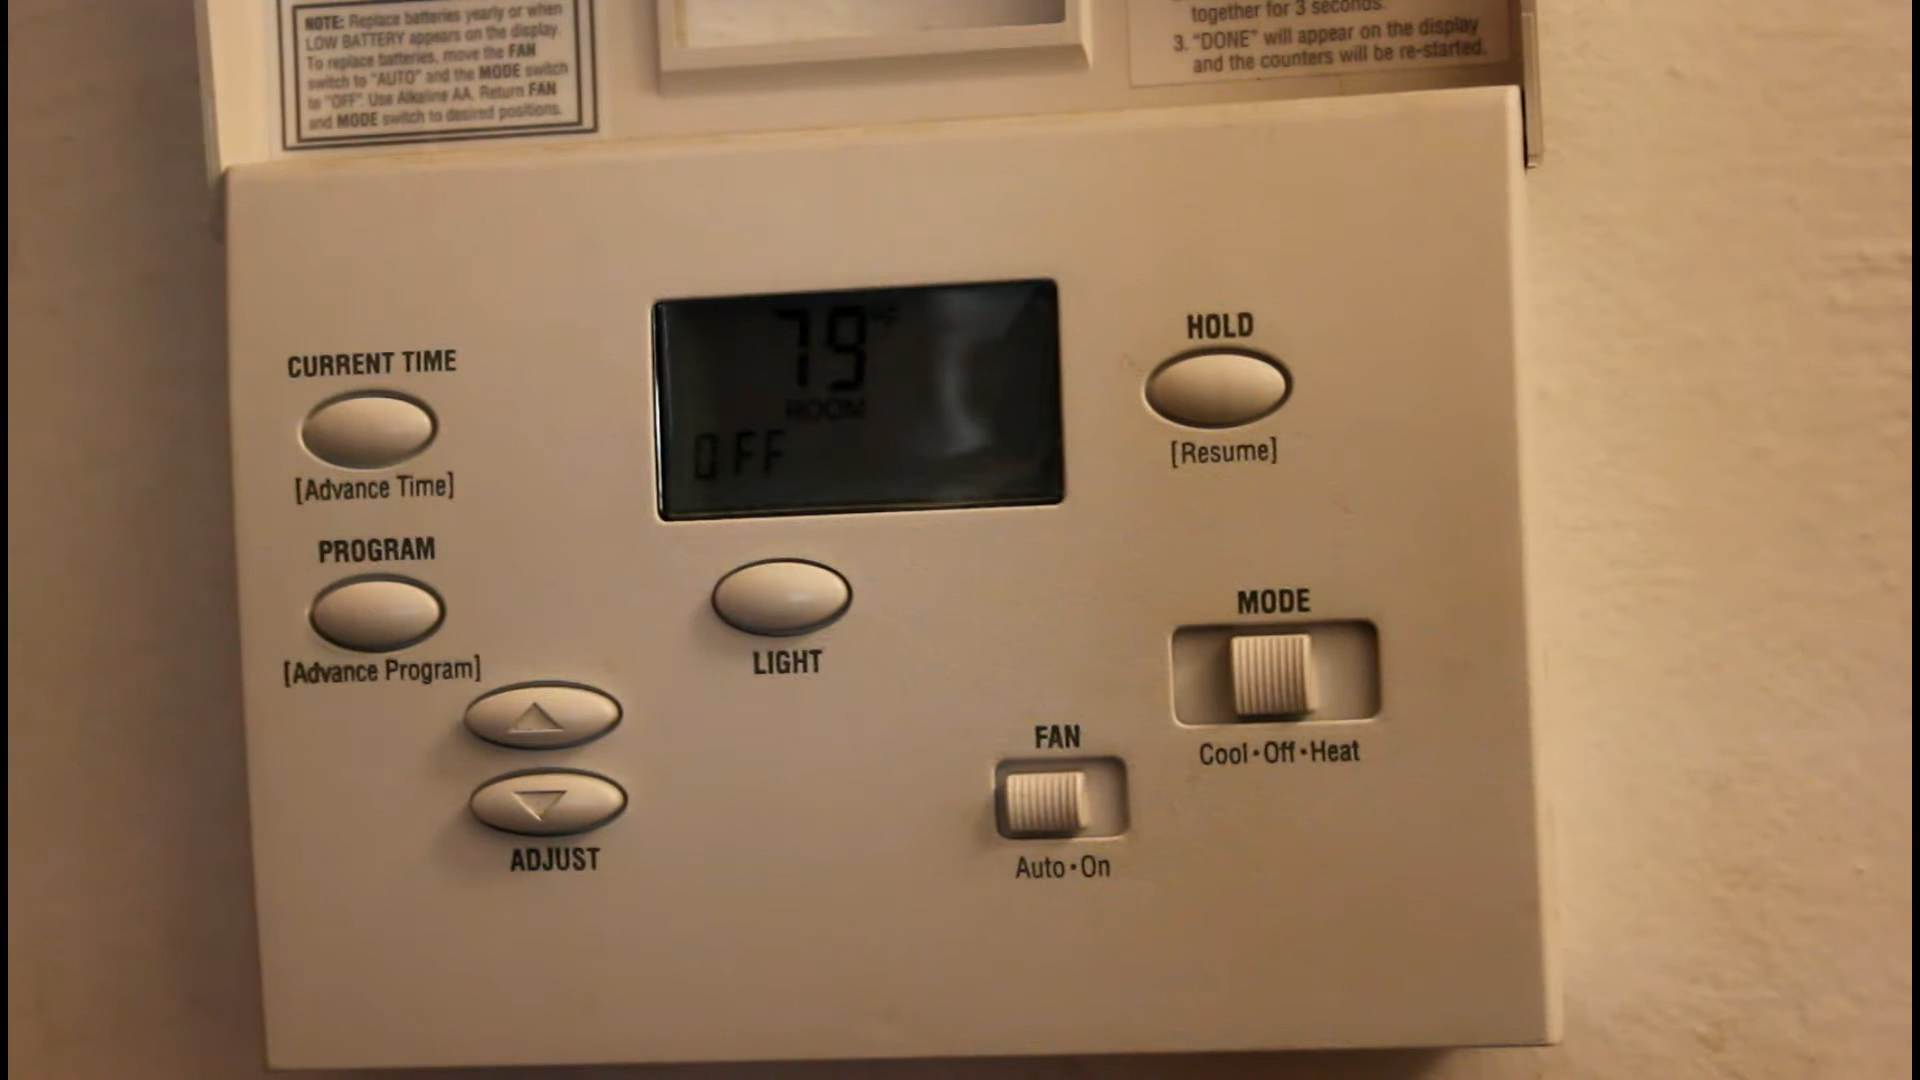 NOTE: Replace batteries yearly or when
LOW BATTERY appears on the display.
To replace batteries, move the FAN
switch to "AUTO" and the MODE switch
to "OFF". Use Alkaline AA. Return FAN
and MODE switch to desired positions.
together for 3 seconds.
3. "DONE" will appear on the display
and the counters will be re-started.
79 °F
ROOM
OFF
CURRENT TIME
[Advance Time]
PROGRAM
[Advance Program]
LIGHT
ADJUST
HOLD
[Resume]
MODE
Cool • Off • Heat
FAN
Auto • On